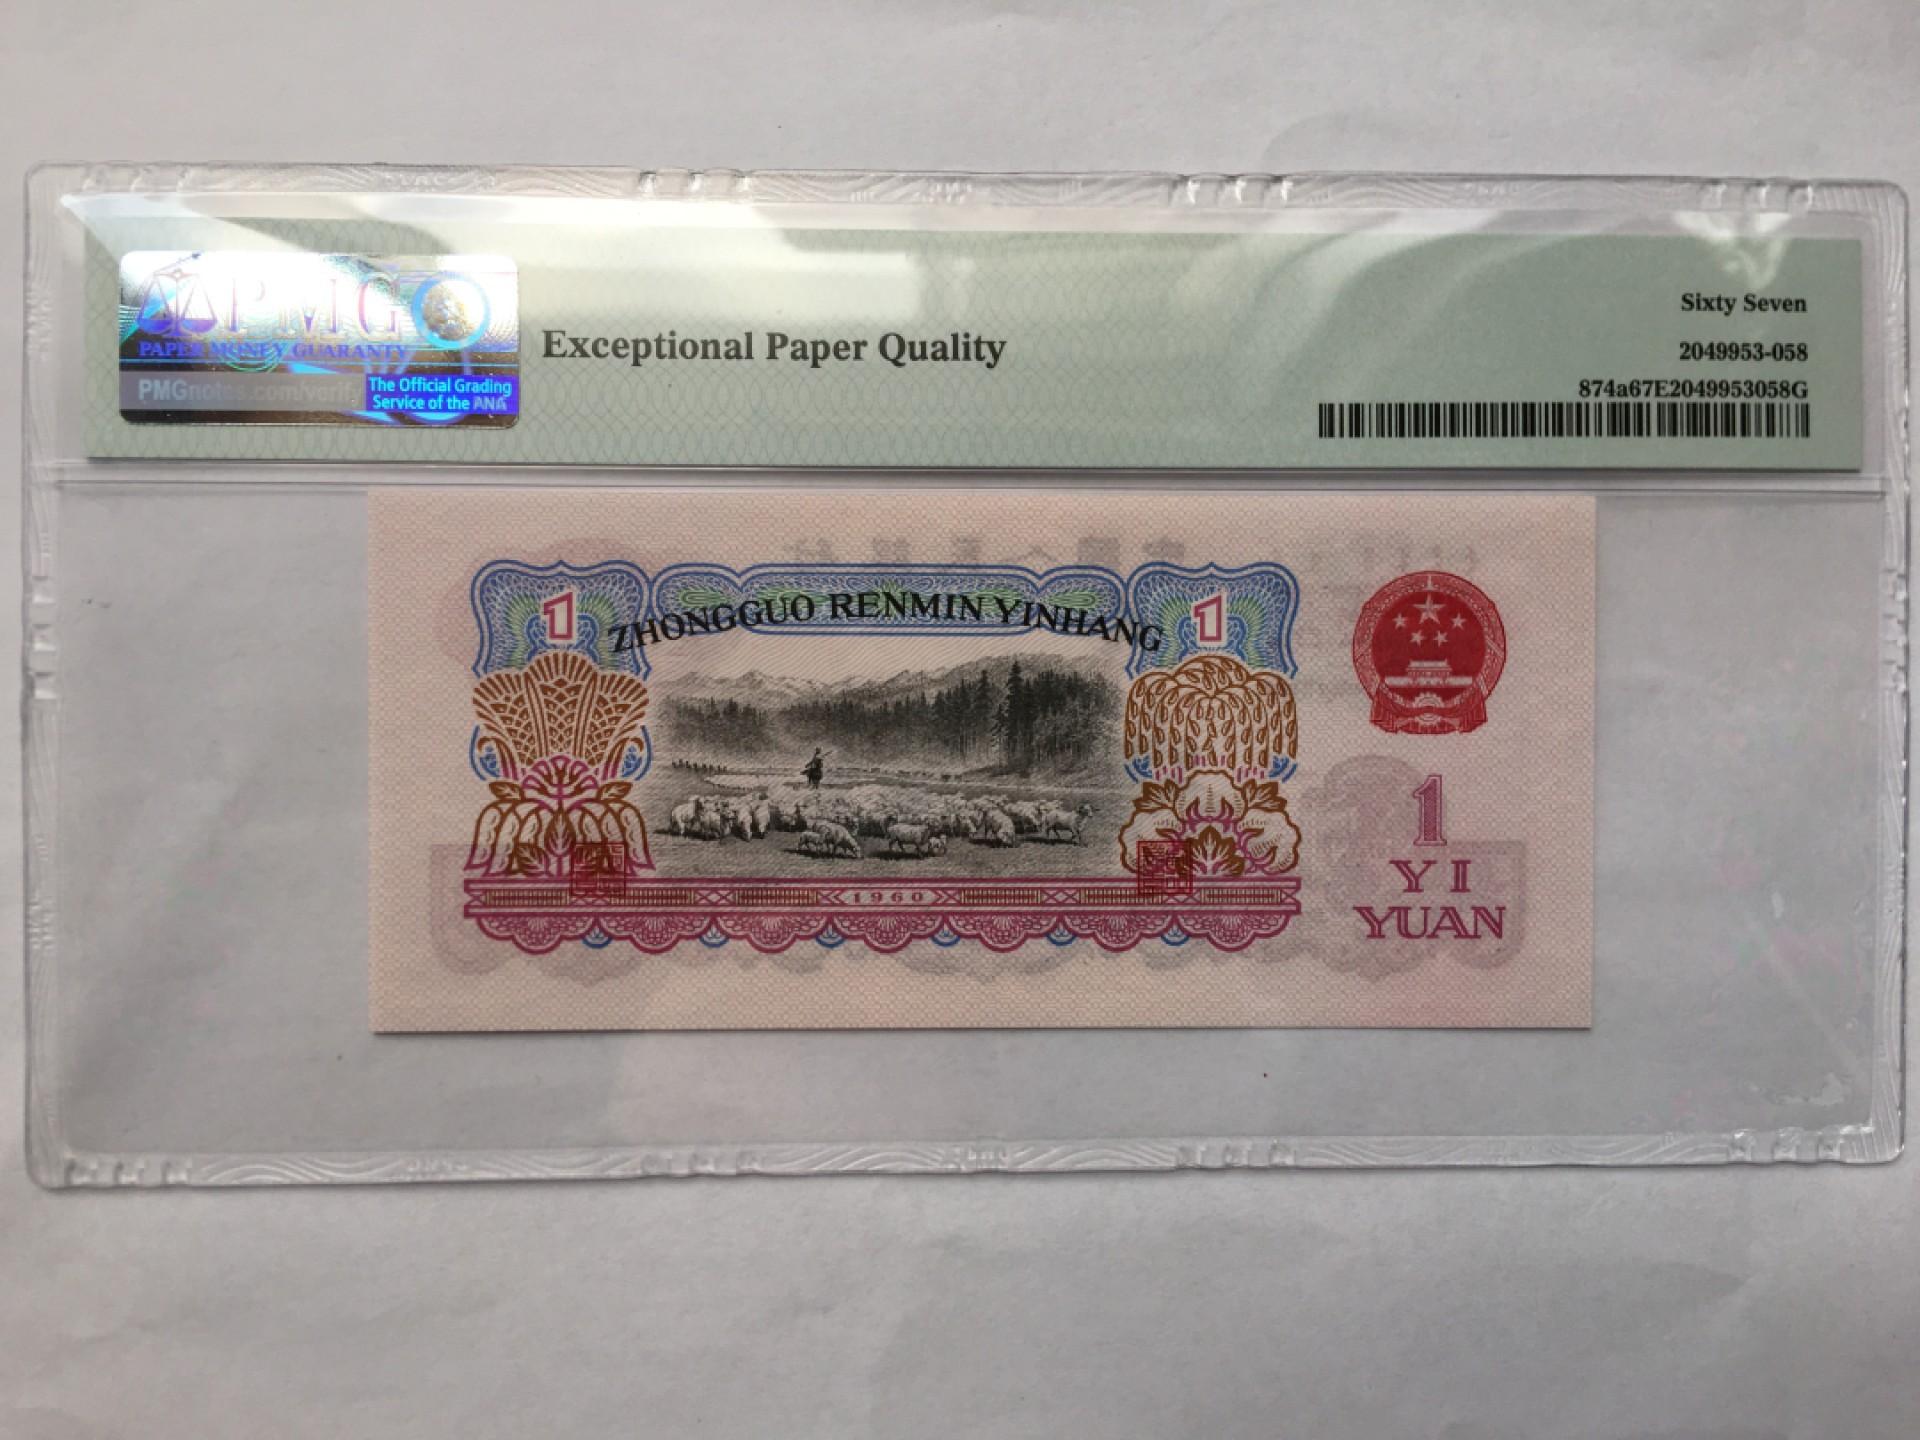 PMG
PAPER MONEY GUARANTY
PMGnotes.com/verify
The Official Grading
Service of the ANA
Exceptional Paper Quality
Sixty Seven
2049953-058
874a67E2049953058G
1
ZHONGGUO RENMIN YINHANG
1
1960
1
YI
YUAN